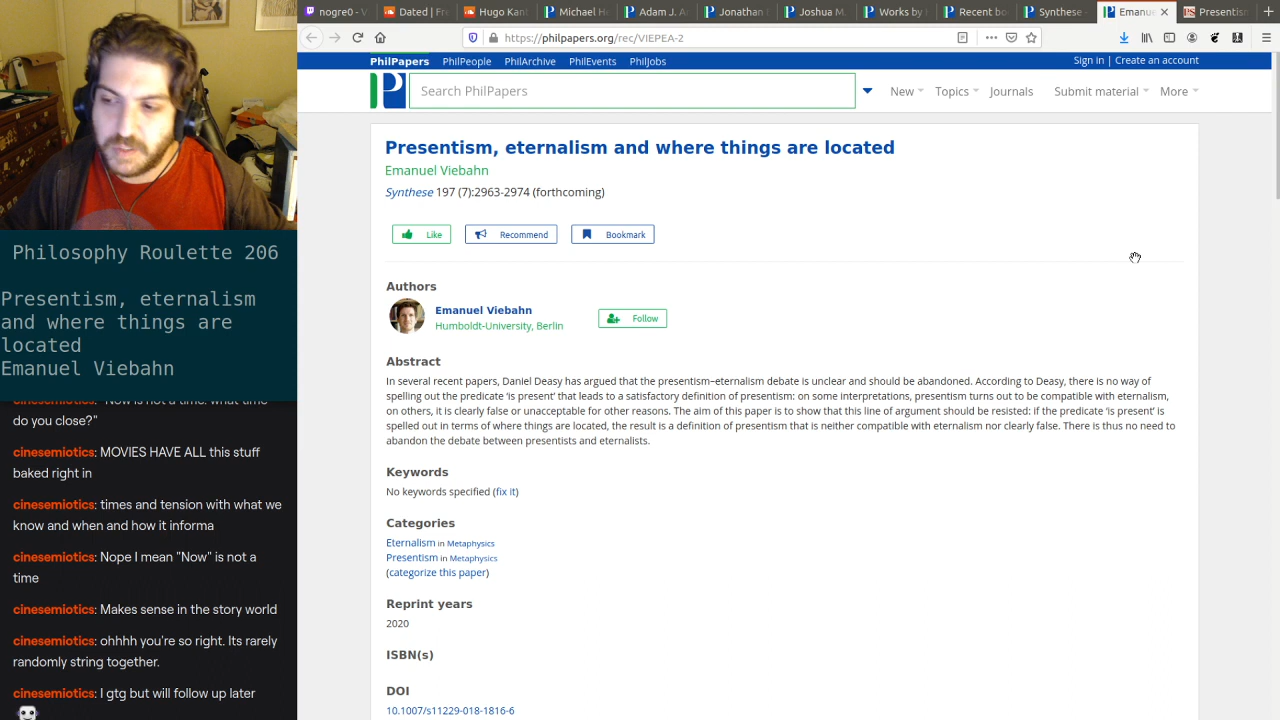 nogre0 - V
Dated | Fre
Hugo Kant
Michael H
Adam J. A
Jonathan
Joshua M.
Works by
Recent bo
Synthese -
Emanu
Presentis
https://philpapers.org/rec/VIEPEA-2
PhilPapers PhilPeople PhilArchive PhilEvents PhilJobs
Sign in | Create an account
Search PhilPapers
New Topics Journals Submit material More
Presentism, eternalism and where things are located
Emanuel Viebahn
Synthese 197 (7):2963-2974 (forthcoming)
Like Recommend Bookmark
Authors
Emanuel Viebahn
Humboldt-University, Berlin
Follow
Abstract
In several recent papers, Daniel Deasy has argued that the presentism–eternalism debate is unclear and should be abandoned. According to Deasy, there is no way of
spelling out the predicate ‘is present’ that leads to a satisfactory definition of presentism: on some interpretations, presentism turns out to be compatible with eternalism,
on others, it is clearly false or unacceptable for other reasons. The aim of this paper is to show that this line of argument should be resisted: if the predicate ‘is present’ is
spelled out in terms of where things are located, the result is a definition of presentism that is neither compatible with eternalism nor clearly false. There is thus no need to
abandon the debate between presentists and eternalists.
Keywords
No keywords specified (fix it)
Categories
Eternalism in Metaphysics
Presentism in Metaphysics
(categorize this paper)
Reprint years
2020
ISBN(s)
DOI
10.1007/s11229-018-1816-6
Philosophy Roulette 206
Presentism, eternalism
and where things are
located
Emanuel Viebahn
cinesemiotics: "Now is not a time. what time
do you close?"
cinesemiotics: MOVIES HAVE ALL this stuff
baked right in
cinesemiotics: times and tension with what we
know and when and how it informa
cinesemiotics: Nope I mean "Now" is not a
time
cinesemiotics: Makes sense in the story world
cinesemiotics: ohhhh you're so right. Its rarely
randomly string together.
cinesemiotics: I gtg but will follow up later